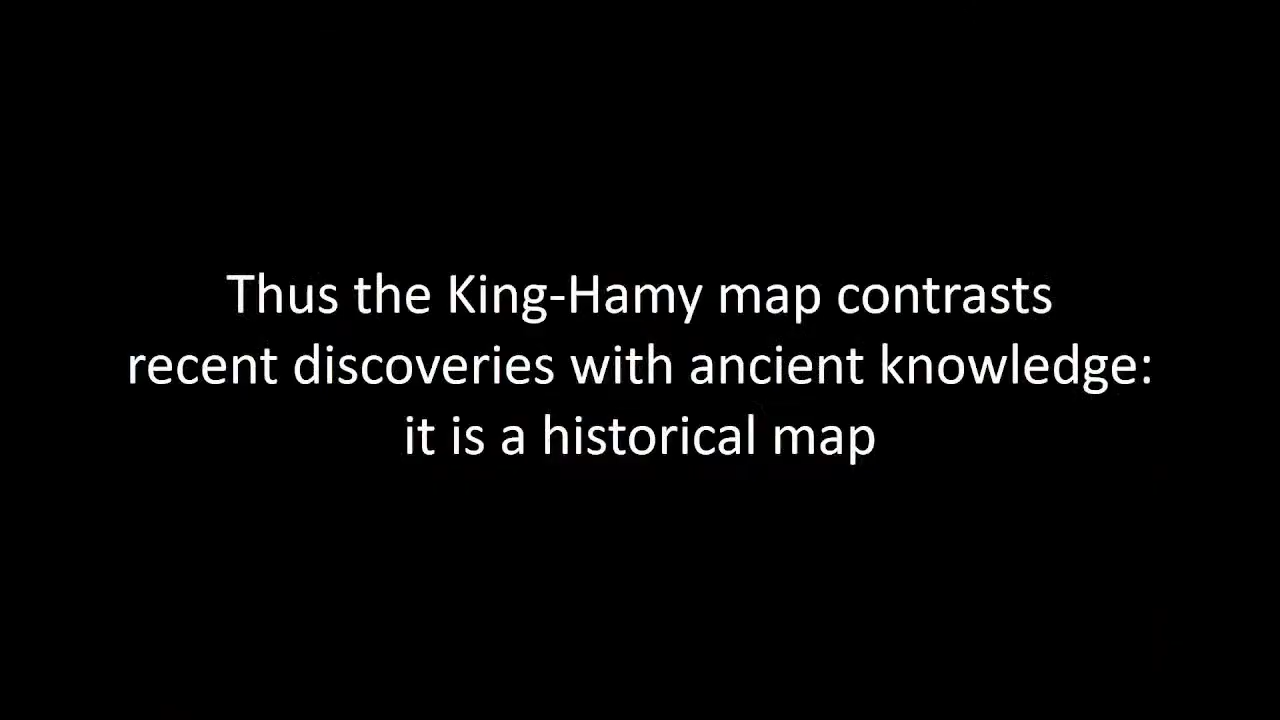 Thus the King-Hamy map contrasts
recent discoveries with ancient knowledge:
it is a historical map